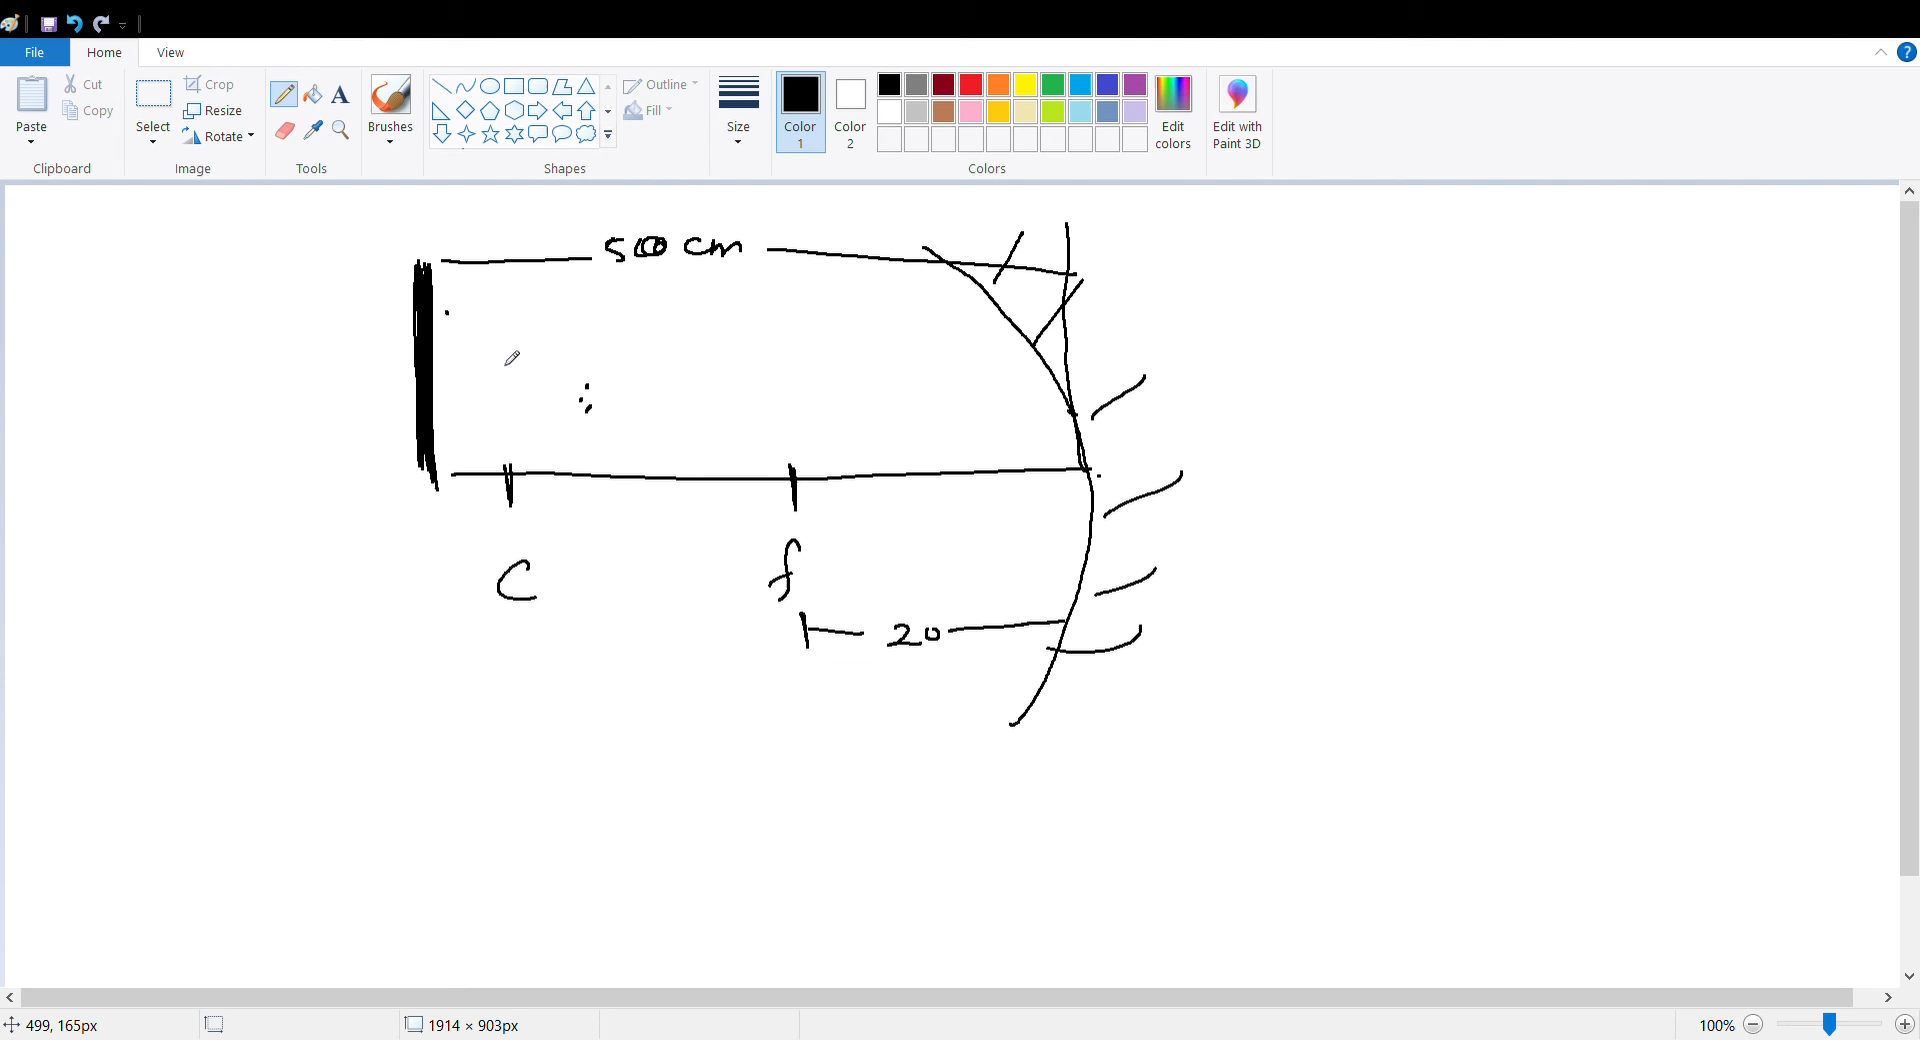 File Home View
Paste Cut Copy Clipboard
Select Crop Resize Rotate Image
A Tools
Brushes
Outline Fill Shapes
Size
Color 1 Color 2 Edit colors Colors
Edit with Paint 3D
?
cm
C
f
20
499, 165px 1914 × 903px 100%